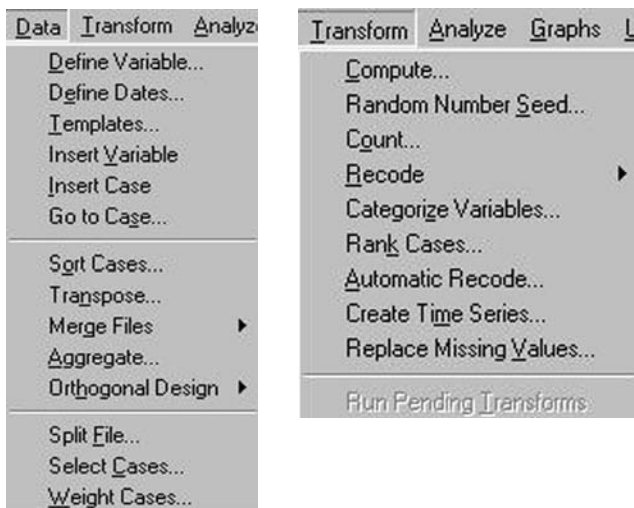 Data Transform Analyz
Define Variable...
Define Dates...
Templates...
Insert Variable
Insert Case
Go to Case...
Sort Cases...
Transpose...
Merge Files
Aggregate...
Orthogonal Design
Split File...
Select Cases...
Weight Cases...
Transform Analyze Graphs
Compute...
Random Number Seed...
Count...
Recode
Categorize Variables...
Rank Cases...
Automatic Recode...
Create Time Series...
Replace Missing Values...
Run Pending Transforms